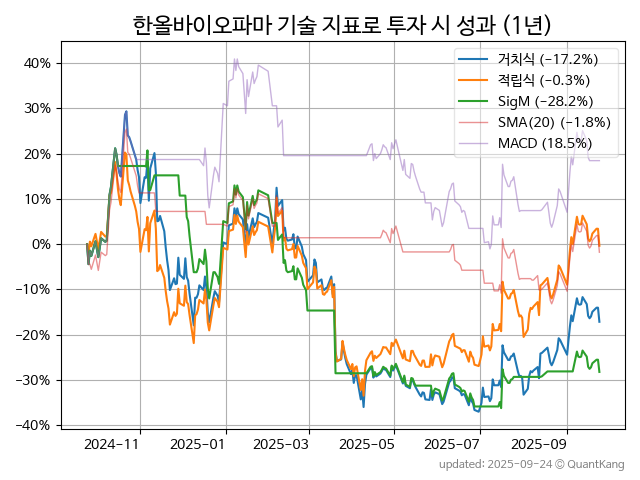 한올바이오파마 기술 지표로 투자 시 성과 (1년)
거치식 (−17.2%)
적립식 (−0.3%)
SigM (−28.2%)
SMA(20) (−1.8%)
MACD (18.5%)
40%
30%
20%
10%
0%
−10%
−20%
−30%
−40%
2024−11
2025−01
2025−03
2025−05
2025−07
2025−09
updated: 2025−09−24 © QuantKang